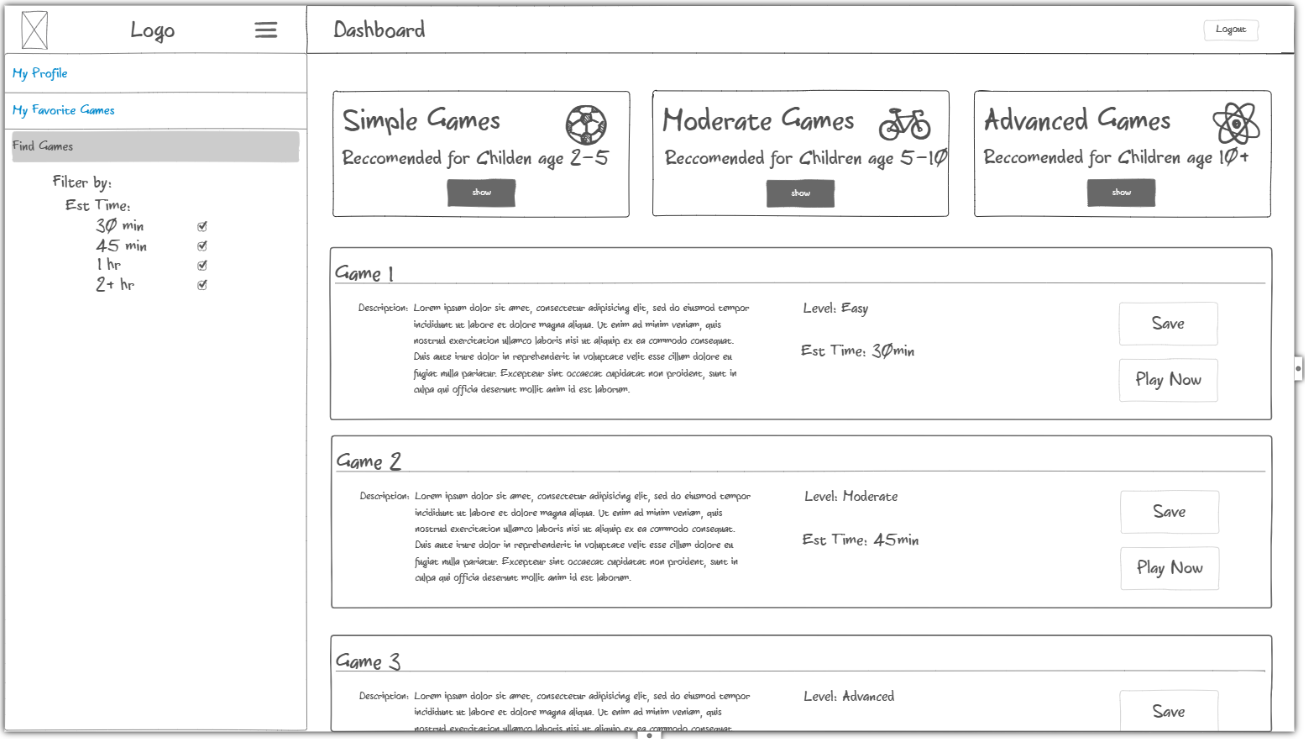 Logo
Dashboard
Logout
My Profile
My Favorite Games
Find Games
Filter by:
Est Time:
30 min
45 min
1 hr
2+ hr
Simple Games
Reccomended for Childen age 2-5
show
Moderate Games
Reccomended for Children age 5-10
show
Advanced Games
Reccomended for Children age 10+
show
Game 1
Description: Lorem ipsum dolor sit amet, consectetur adipisicing elit, sed do eiusmod tempor
incididunt ut labore et dolore magna aliqua. Ut enim ad minim veniam, quis
nostrud exercitation ullamco laboris nisi ut aliquip ex ea commodo consequat.
Duis aute irure dolor in reprehenderit in voluptate velit esse cillum dolore eu
fugiat nulla pariatur. Excepteur sint occaecat cupidatat non proident, sunt in
culpa qui officia deserunt mollit anim id est laborum.
Level: Easy
Est Time: 30min
Save
Play Now
Game 2
Description: Lorem ipsum dolor sit amet, consectetur adipisicing elit, sed do eiusmod tempor
incididunt ut labore et dolore magna aliqua. Ut enim ad minim veniam, quis
nostrud exercitation ullamco laboris nisi ut aliquip ex ea commodo consequat.
Duis aute irure dolor in reprehenderit in voluptate velit esse cillum dolore eu
fugiat nulla pariatur. Excepteur sint occaecat cupidatat non proident, sunt in
culpa qui officia deserunt mollit anim id est laborum.
Level: Moderate
Est Time: 45min
Save
Play Now
Game 3
Description: Lorem ipsum dolor sit amet, consectetur adipisicing elit, sed do eiusmod tempor
incididunt ut labore et dolore magna aliqua. Ut enim ad minim veniam, quis
nostrud exercitation ullamco laboris nisi ut aliquip ex ea commodo consequat.
Level: Advanced
Save